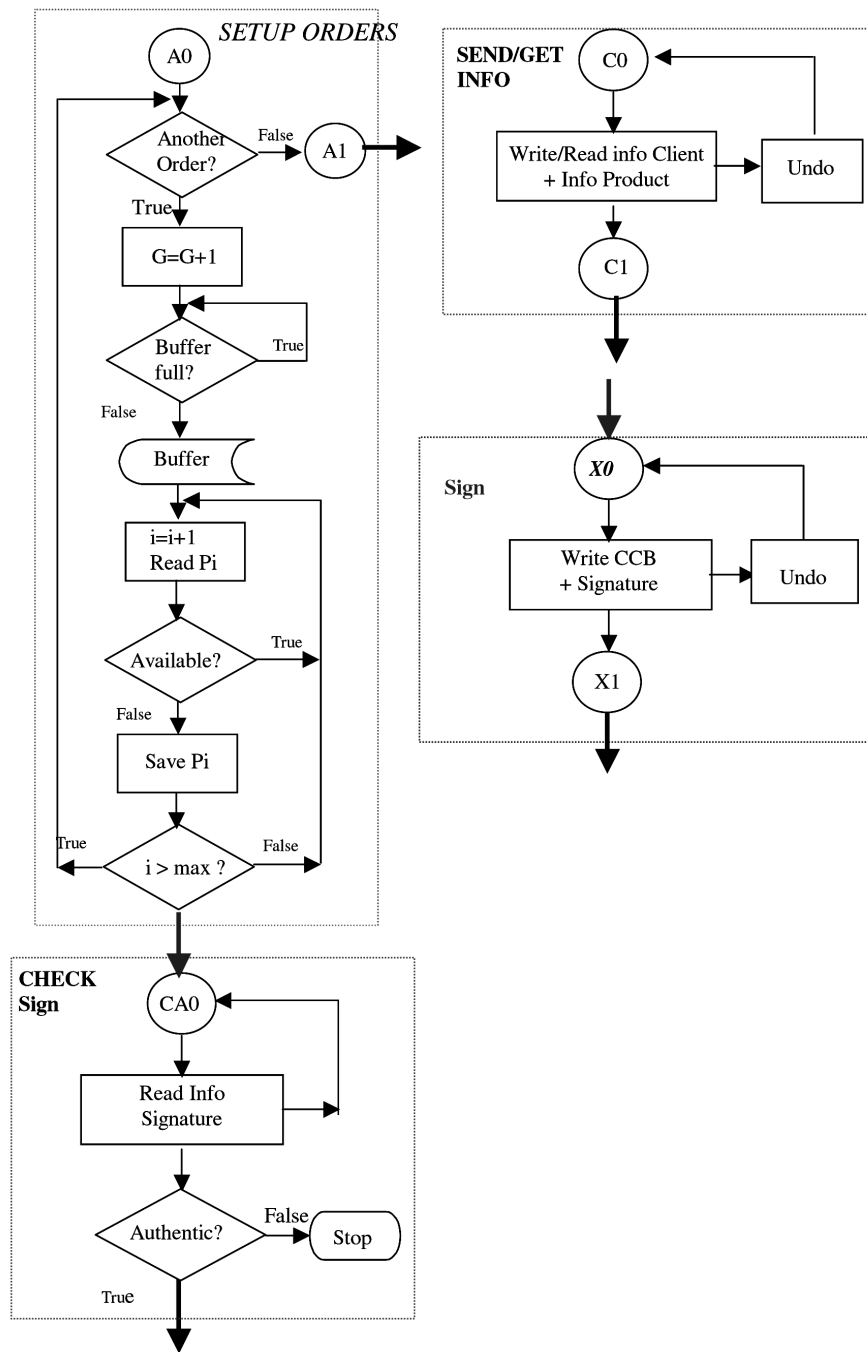 SETUP ORDERS
A0
Another
Order?
False
A1
True
G=G+1
Buffer
full?
True
False
Buffer
i=i+1
Read Pi
Available?
True
False
Save Pi
True
i > max ?
False
CHECK
Sign
CA0
Read Info
Signature
Authentic?
False
Stop
True
SEND/GET
INFO
C0
Write/Read info Client
+ Info Product
Undo
C1
X0
Sign
Write CCB
+ Signature
Undo
X1